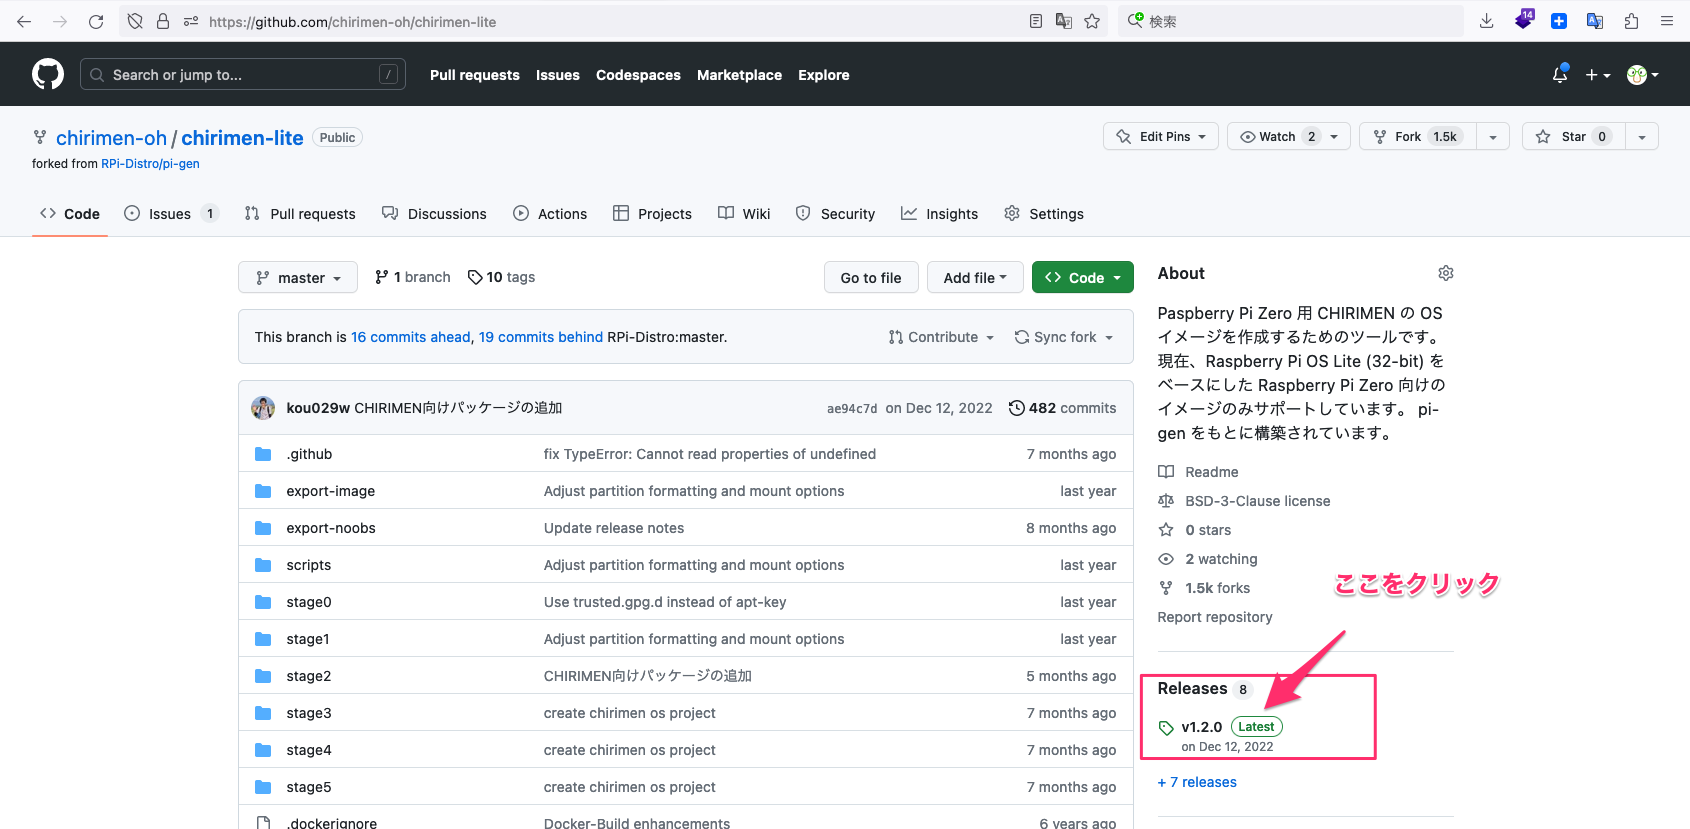 https://github.com/chirimen-oh/chirimen-lite
検索
14
Search or jump to...
/
Pull requests
Issues
Codespaces
Marketplace
Explore
chirimen-oh / chirimen-lite
Public
forked from RPi-Distro/pi-gen
Edit Pins
Watch 2
Fork 1.5k
Star 0
Code
Issues 1
Pull requests
Discussions
Actions
Projects
Wiki
Security
Insights
Settings
master
1 branch
10 tags
Go to file
Add file
Code
This branch is 16 commits ahead, 19 commits behind RPi-Distro:master.
Contribute
Sync fork
kou029w CHIRIMEN向けパッケージの追加
ae94c7d on Dec 12, 2022
482 commits
.github
fix TypeError: Cannot read properties of undefined
7 months ago
export-image
Adjust partition formatting and mount options
last year
export-noobs
Update release notes
8 months ago
scripts
Adjust partition formatting and mount options
last year
stage0
Use trusted.gpg.d instead of apt-key
last year
stage1
Adjust partition formatting and mount options
last year
stage2
CHIRIMEN向けパッケージの追加
5 months ago
stage3
create chirimen os project
7 months ago
stage4
create chirimen os project
7 months ago
stage5
create chirimen os project
7 months ago
.dockerignore
Docker-Build enhancements
6 years ago
About
Paspberry Pi Zero 用 CHIRIMEN の OS
イメージを作成するためのツールです。
現在、Raspberry Pi OS Lite (32-bit) を
ベースにした Raspberry Pi Zero 向けの
イメージのみサポートしています。 pi-
gen をもとに構築されています。
Readme
BSD-3-Clause license
0 stars
2 watching
1.5k forks
Report repository
ここをクリック
Releases 8
v1.2.0 Latest
on Dec 12, 2022
+ 7 releases